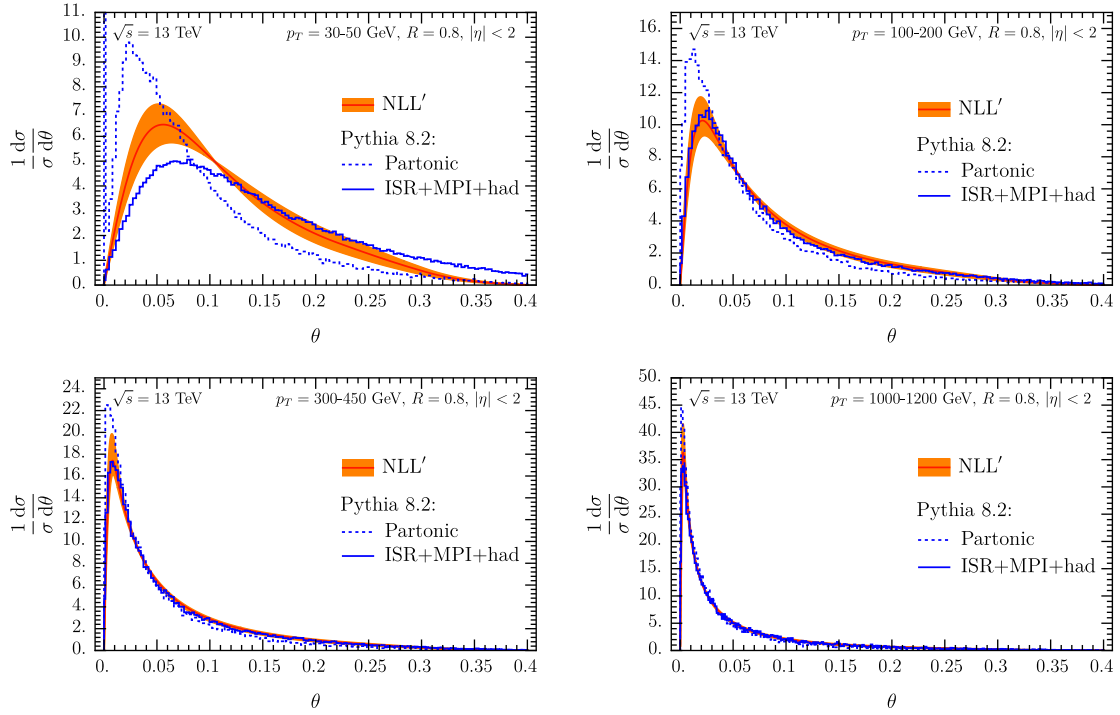 √s = 13 TeV
p_T = 30-50 GeV, R = 0.8, |η| < 2
11.
10.
9.
8.
7.
6.
5.
4.
3.
2.
1.
0.
1/σ dσ/dθ
NLL′
Pythia 8.2:
Partonic
ISR+MPI+had
0. 0.05 0.1 0.15 0.2 0.25 0.3 0.35 0.4
θ
√s = 13 TeV
p_T = 100-200 GeV, R = 0.8, |η| < 2
16.
14.
12.
10.
8.
6.
4.
2.
0.
1/σ dσ/dθ
NLL′
Pythia 8.2:
Partonic
ISR+MPI+had
0. 0.05 0.1 0.15 0.2 0.25 0.3 0.35 0.4
θ
√s = 13 TeV
p_T = 300-450 GeV, R = 0.8, |η| < 2
24.
22.
20.
18.
16.
14.
12.
10.
8.
6.
4.
2.
0.
1/σ dσ/dθ
NLL′
Pythia 8.2:
Partonic
ISR+MPI+had
0. 0.05 0.1 0.15 0.2 0.25 0.3 0.35 0.4
θ
√s = 13 TeV
p_T = 1000-1200 GeV, R = 0.8, |η| < 2
50.
45.
40.
35.
30.
25.
20.
15.
10.
5.
0.
1/σ dσ/dθ
NLL′
Pythia 8.2:
Partonic
ISR+MPI+had
0. 0.05 0.1 0.15 0.2 0.25 0.3 0.35 0.4
θ